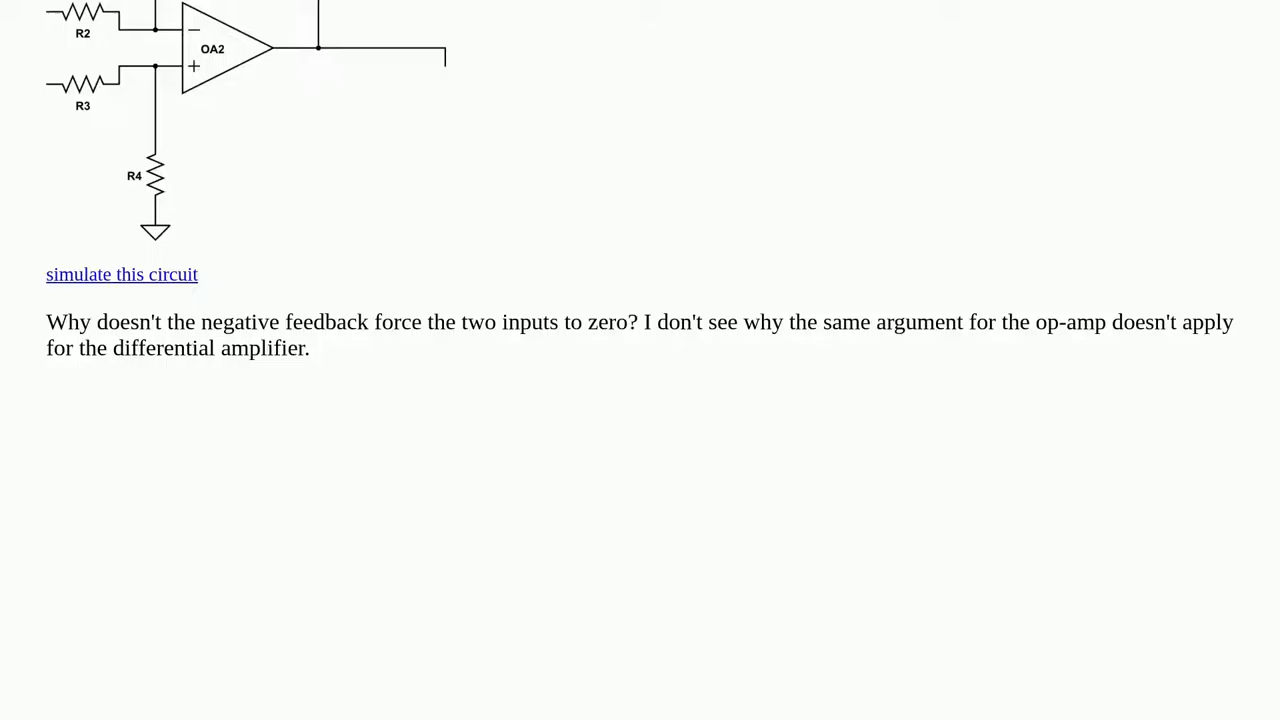 R2
OA2
R3
R4
simulate this circuit
Why doesn't the negative feedback force the two inputs to zero? I don't see why the same argument for the op-amp doesn't apply
for the differential amplifier.